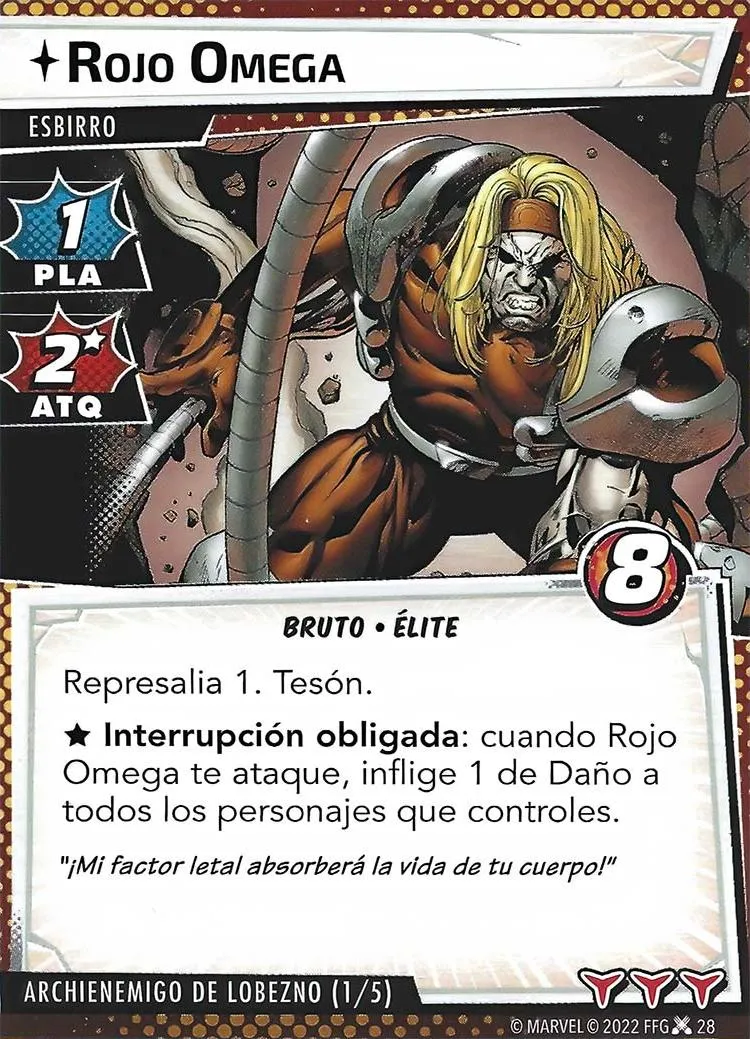 Rojo Omega
ESBIRRO
1
PLA
2
ATQ
8
BRUTO • ÉLITE
Represalia 1. Tesón.
★ Interrupción obligada: cuando Rojo
Omega te ataque, inflige 1 de Daño a
todos los personajes que controles.
"¡Mi factor letal absorberá la vida de tu cuerpo!"
ARCHIENEMIGO DE LOBEZNO (1/5)
© MARVEL © 2022 FFG 28